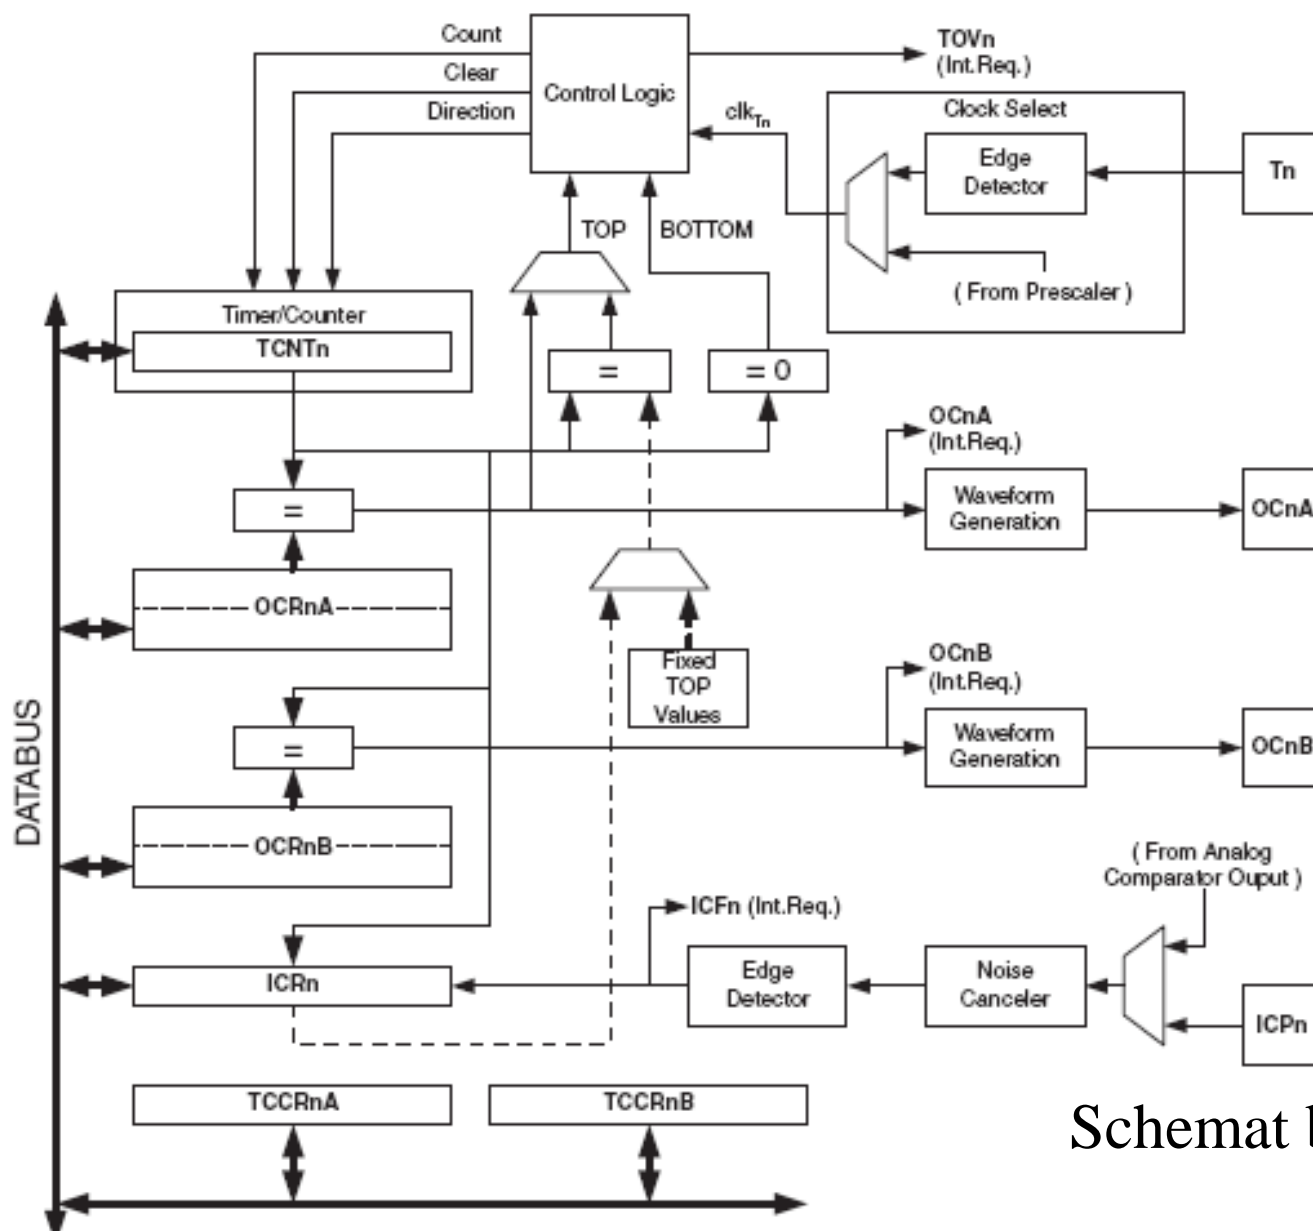 Count
Clear
Direction
Control Logic
TOVn
(Int.Req.)
clkTn
Clock Select
Edge
Detector
Tn
( From Prescaler )
TOP
BOTTOM
Timer/Counter
TCNTn
=
= 0
OCnA
(Int.Req.)
=
Waveform
Generation
OCnA
OCRnA
Fixed
TOP
Values
OCnB
(Int.Req.)
=
Waveform
Generation
OCnB
DATABUS
OCRnB
( From Analog
Comparator Ouput )
ICFn (Int.Req.)
ICRn
Edge
Detector
Noise
Canceler
ICPn
TCCRnA
TCCRnB
Schemat